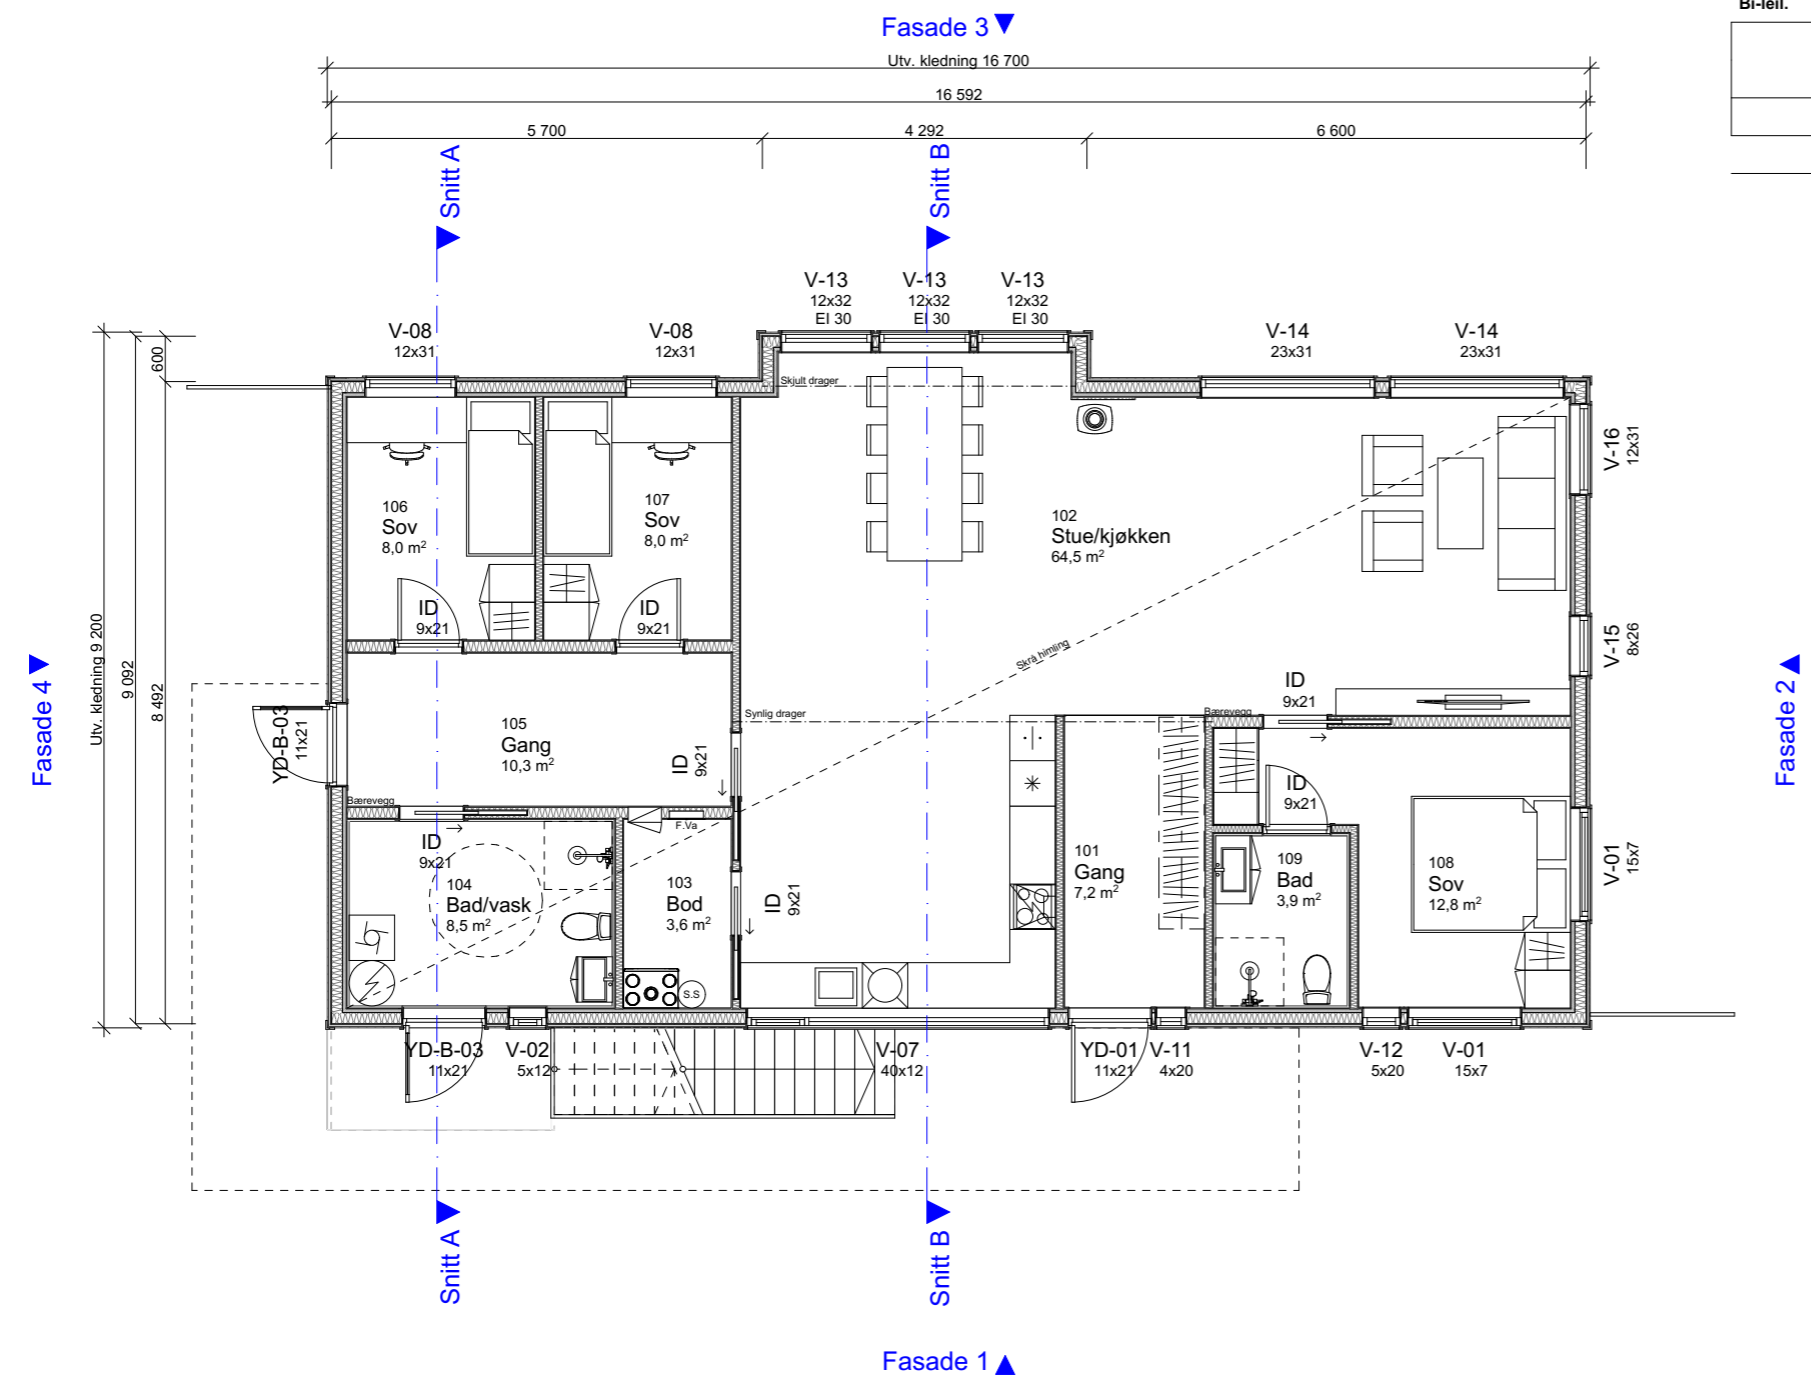 Bi-leil.
Fasade 3
Utv. kledning 16 700
16 592
5 700
4 292
6 600
Snitt A
Snitt B
V-13
12x32
EI 30
V-13
12x32
EI 30
V-13
12x32
EI 30
V-08
12x31
V-08
12x31
V-14
23x31
V-14
23x31
600
Utv. kledning 9 200
9 092
8 492
Skjult drager
V-16
12x31
106
Sov
8,0 m²
107
Sov
8,0 m²
102
Stue/kjøkken
64,5 m²
ID
9x21
ID
9x21
V-15
8x26
Skrå himling
Fasade 4
Fasade 2
YD-B-03
11x21
105
Gang
10,3 m²
Synlig drager
ID
9x21
ID
9x21
Bærevegg
Bærevegg
F.Va
ID
9x21
ID
9x21
104
Bad/vask
8,5 m²
103
Bod
3,6 m²
ID
9x21
101
Gang
7,2 m²
109
Bad
3,9 m²
108
Sov
12,8 m²
V-01
15x7
S.S
YD-B-03
11x21
V-02
5x12
V-07
40x12
YD-01
11x21
V-11
4x20
V-12
5x20
V-01
15x7
Snitt A
Snitt B
Fasade 1